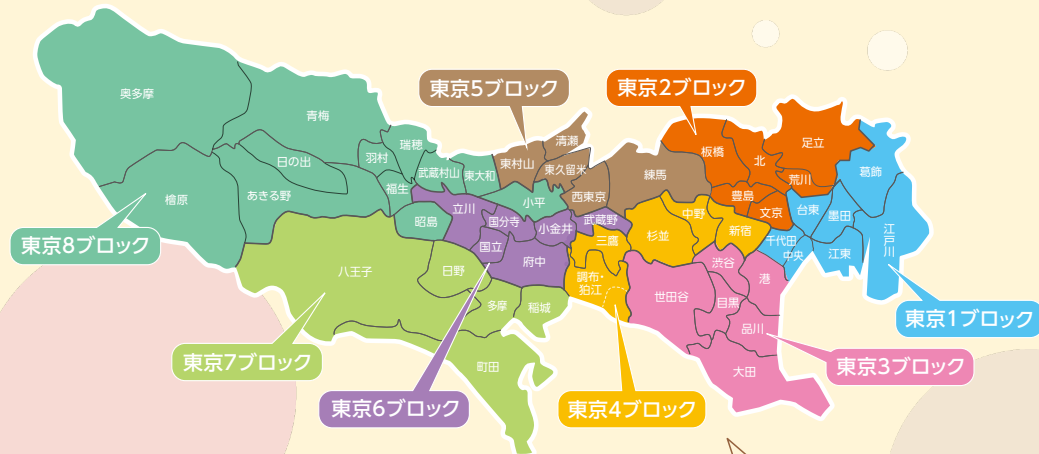 奥多摩
青梅
日の出
檜原
あきる野
羽村
瑞穂
福生
武蔵村山
東大和
昭島
小平
東京8ブロック
東京5ブロック
清瀬
東村山
東久留米
西東京
練馬
東京2ブロック
板橋
北
足立
荒川
豊島
文京
葛飾
台東
墨田
江戸川
千代田
中央
江東
東京1ブロック
立川
国分寺
小金井
武蔵野
国立
府中
東京6ブロック
中野
杉並
新宿
三鷹
調布・
狛江
東京4ブロック
渋谷
港
世田谷
目黒
品川
大田
東京3ブロック
八王子
日野
多摩
稲城
町田
東京7ブロック